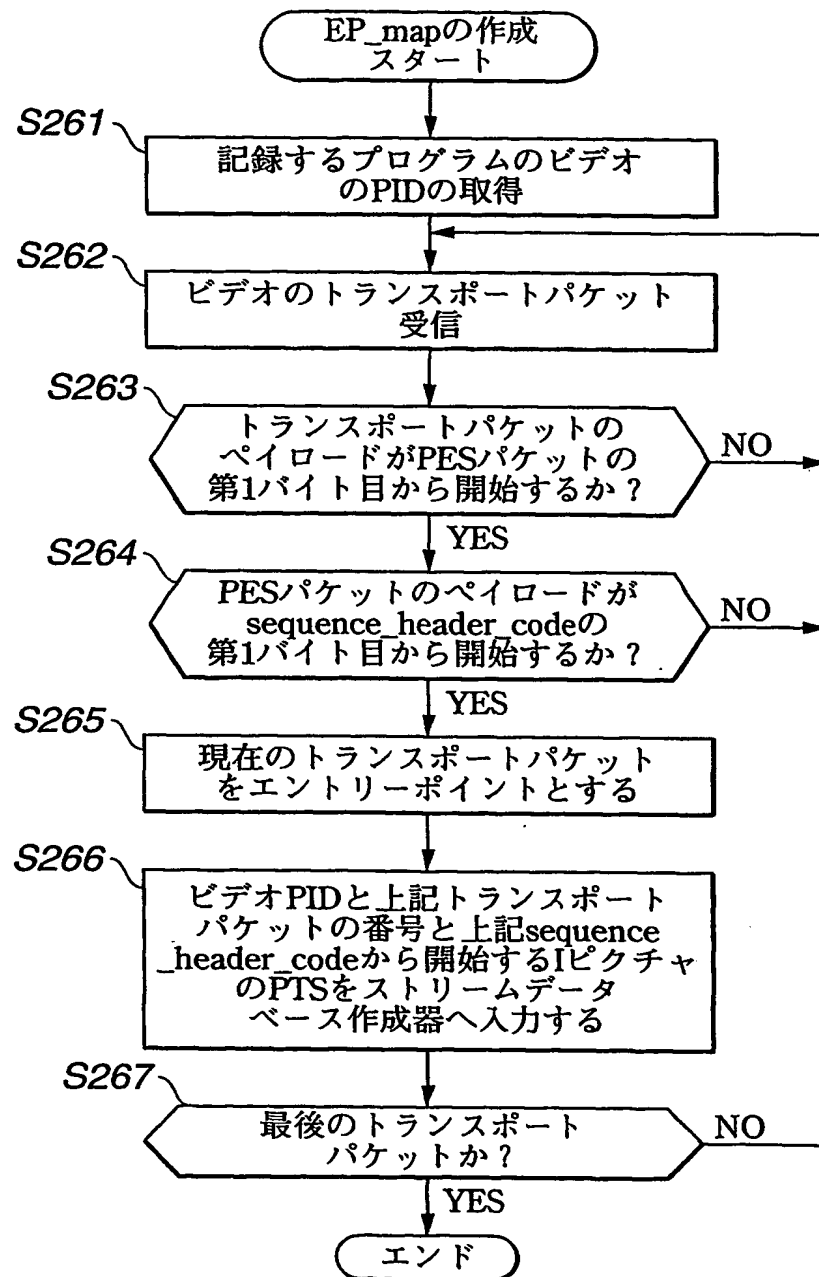 EP_mapの作成
スタート
S261
記録するプログラムのビデオ
のPIDの取得
S262
ビデオのトランスポートパケット
受信
S263
トランスポートパケットの
ペイロードがPESパケットの
第1バイト目から開始するか？
NO
YES
S264
PESパケットのペイロードが
sequence_header_codeの
第1バイト目から開始するか？
NO
YES
S265
現在のトランスポートパケット
をエントリーポイントとする
S266
ビデオPIDと上記トランスポート
パケットの番号と上記sequence
_header_codeから開始するIピクチャ
のPTSをストリームデータ
ベース作成器へ入力する
S267
最後のトランスポート
パケットか？
NO
YES
エンド